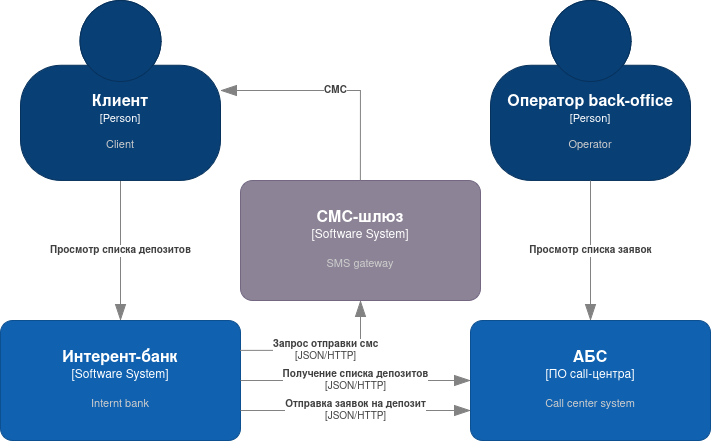 Клиент
[Person]
Client
Оператор back-office
[Person]
Operator
СМС
СМС-шлюз
[Software System]
SMS gateway
Просмотр списка депозитов
Просмотр списка заявок
Интерент-банк
[Software System]
Internt bank
Запрос отправки смс
[JSON/HTTP]
Получение списка депозитов
[JSON/HTTP]
Отправка заявок на депозит
[JSON/HTTP]
АБС
[ПО call-центра]
Call center system